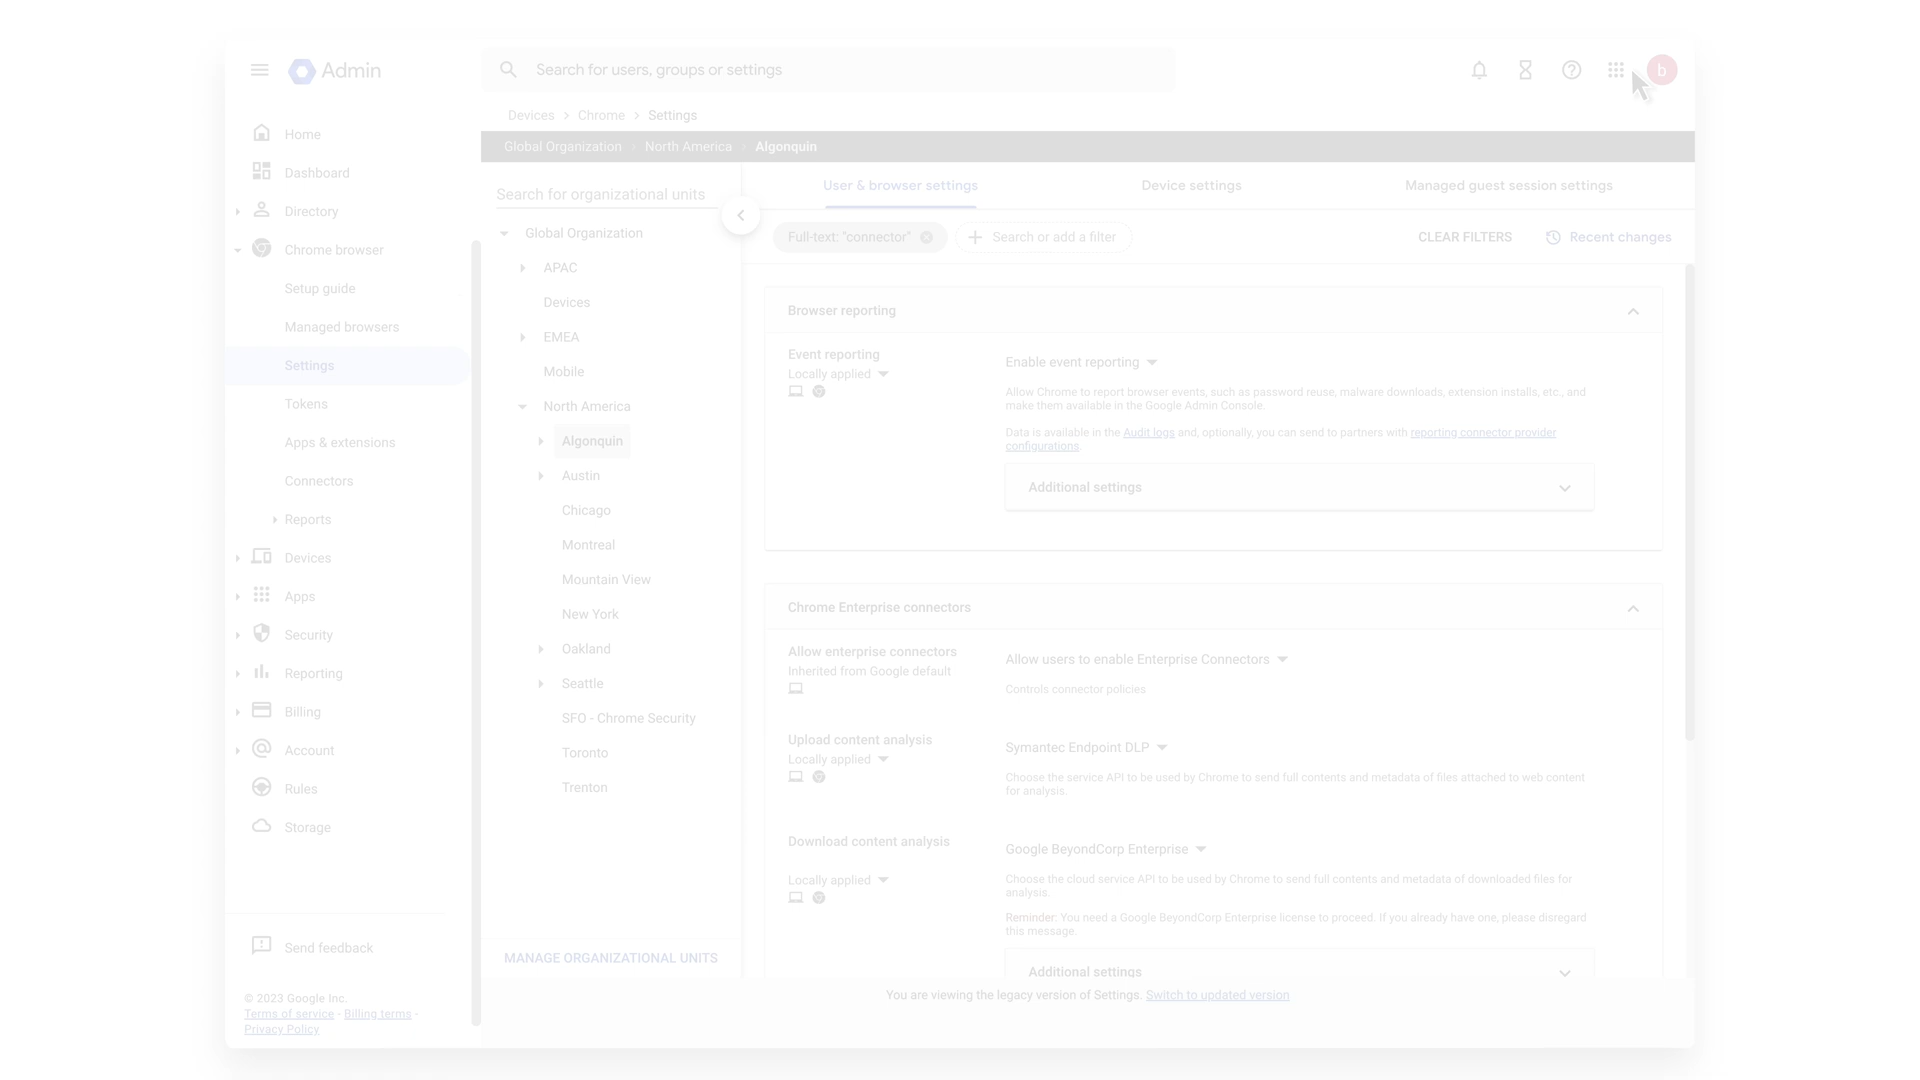 Admin
Search for users, groups or settings
b
Devices > Chrome > Settings
Global Organization > North America > Algonquin
Home
Dashboard
Directory
Chrome browser
Setup guide
Managed browsers
Settings
Tokens
Apps & extensions
Connectors
Reports
Devices
Apps
Security
Reporting
Billing
Account
Rules
Storage
Send feedback
© 2023 Google Inc.
Terms of service - Billing terms -
Privacy Policy
Search for organizational units
Global Organization
APAC
Devices
EMEA
Mobile
North America
Algonquin
Austin
Chicago
Montreal
Mountain View
New York
Oakland
Seattle
SFO - Chrome Security
Toronto
Trenton
MANAGE ORGANIZATIONAL UNITS
User & browser settings
Device settings
Managed guest session settings
Full-text: "connector"
Search or add a filter
CLEAR FILTERS
Recent changes
Browser reporting
Event reporting
Locally applied
Enable event reporting
Allow Chrome to report browser events, such as password reuse, malware downloads, extension installs, etc., and
make them available in the Google Admin Console.
Data is available in the Audit logs and, optionally, you can send to partners with reporting connector provider
configurations.
Additional settings
Chrome Enterprise connectors
Allow enterprise connectors
Inherited from Google default
Allow users to enable Enterprise Connectors
Controls connector policies
Upload content analysis
Locally applied
Symantec Endpoint DLP
Choose the service API to be used by Chrome to send full contents and metadata of files attached to web content
for analysis.
Download content analysis
Locally applied
Google BeyondCorp Enterprise
Choose the cloud service API to be used by Chrome to send full contents and metadata of downloaded files for
analysis.
Reminder: You need a Google BeyondCorp Enterprise license to proceed. If you already have one, please disregard
this message.
Additional settings
You are viewing the legacy version of Settings. Switch to updated version